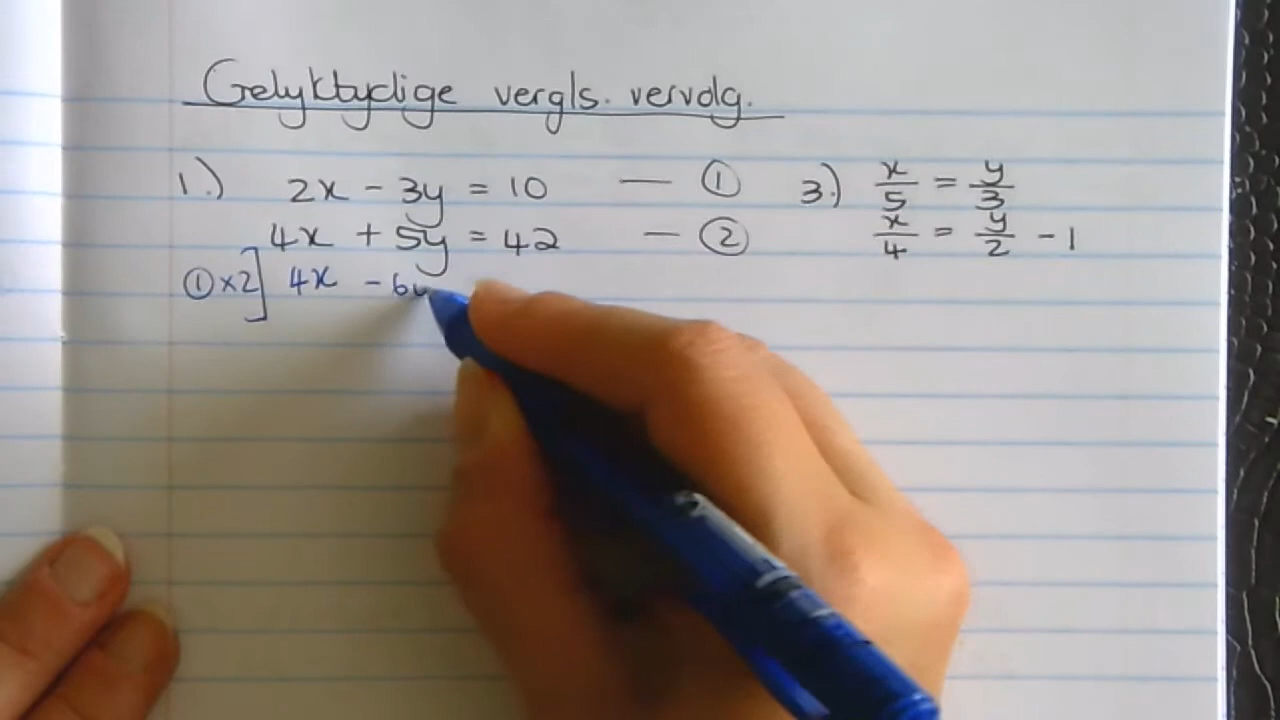 Gelyktydige vergls. vervolg.
1.) 2x - 3y = 10 — ①
4x + 5y = 42 — ②
①×2] 4x - 6y
3.) x/5 = y/3
x/4 = y/2 - 1